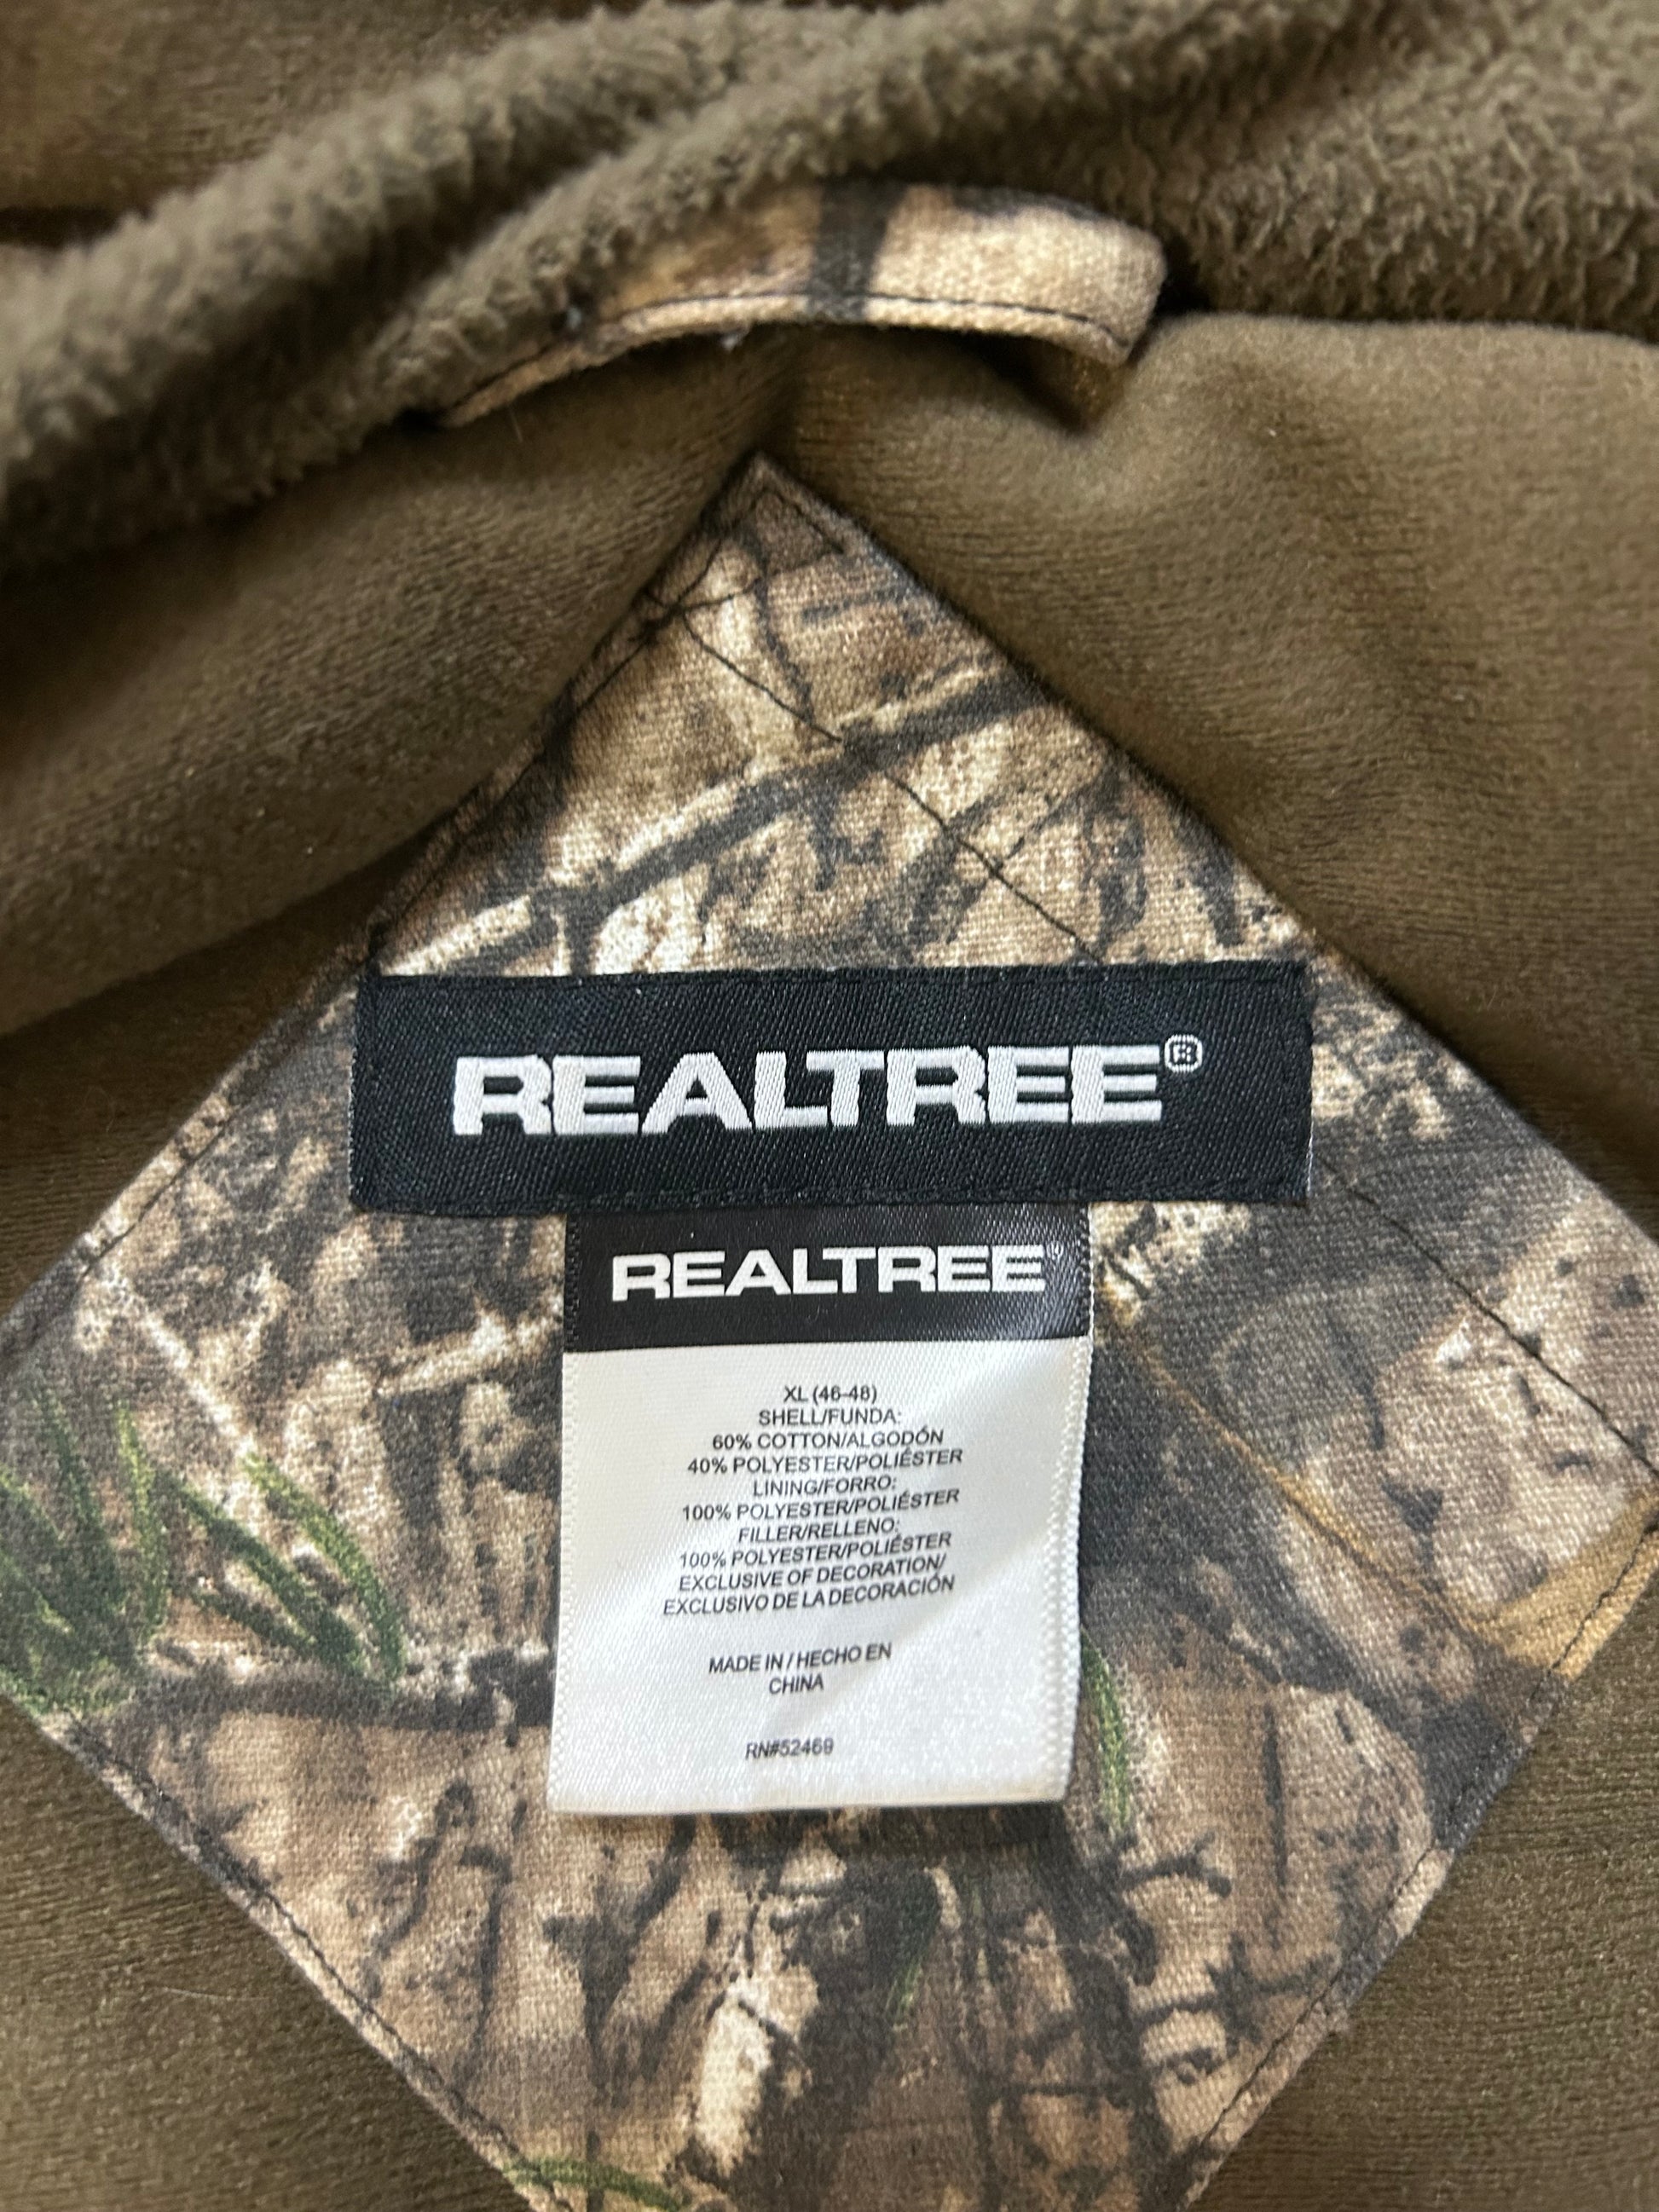 REALTREE®
REALTREE
XL (46-48)
SHELL/FUNDA:
60% COTTON/ALGODÓN
40% POLYESTER/POLIÉSTER
LINING/FORRO:
100% POLYESTER/POLIÉSTER
FILLER/RELLENO:
100% POLYESTER/POLIÉSTER
EXCLUSIVE OF DECORATION/
EXCLUSIVO DE LA DECORACIÓN
MADE IN / HECHO EN
CHINA
RN#52469